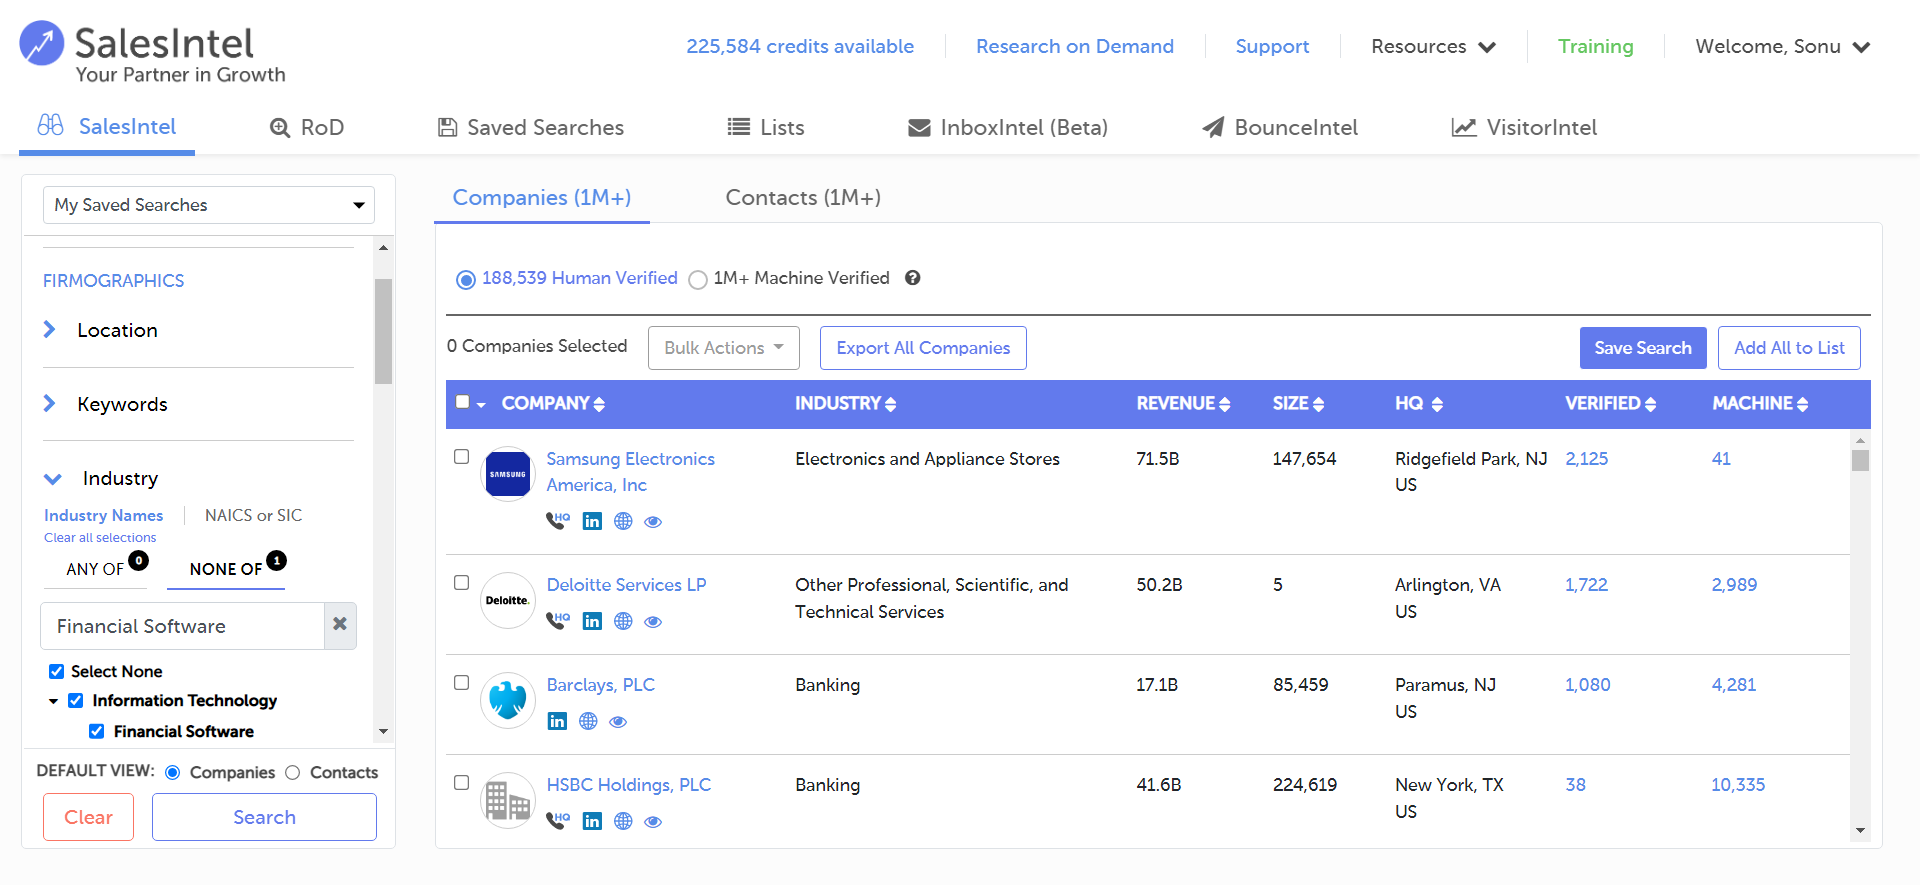 SalesIntel
Your Partner in Growth
225,584 credits available
Research on Demand
Support
Resources
Training
Welcome, Sonu
SalesIntel
RoD
Saved Searches
Lists
InboxIntel (Beta)
BounceIntel
VisitorIntel
My Saved Searches
FIRMOGRAPHICS
Location
Keywords
Industry
Industry Names
NAICS or SIC
Clear all selections
ANY OF 0
NONE OF 1
Financial Software
Select None
Information Technology
Financial Software
DEFAULT VIEW: Companies Contacts
Clear
Search
Companies (1M+)
Contacts (1M+)
188,539 Human Verified
1M+ Machine Verified
0 Companies Selected
Bulk Actions
Export All Companies
Save Search
Add All to List
COMPANY INDUSTRY REVENUE SIZE HQ VERIFIED MACHINE
SAMSUNG
Samsung Electronics Electronics and Appliance Stores 71.5B 147,654 Ridgefield Park, NJ 2,125 41
America, Inc US
HQ
Deloitte.
Deloitte Services LP Other Professional, Scientific, and 50.2B 5 Arlington, VA 1,722 2,989
Technical Services US
HQ
Barclays, PLC Banking 17.1B 85,459 Paramus, NJ 1,080 4,281
US
HSBC Holdings, PLC Banking 41.6B 224,619 New York, TX 38 10,335
US
HQ